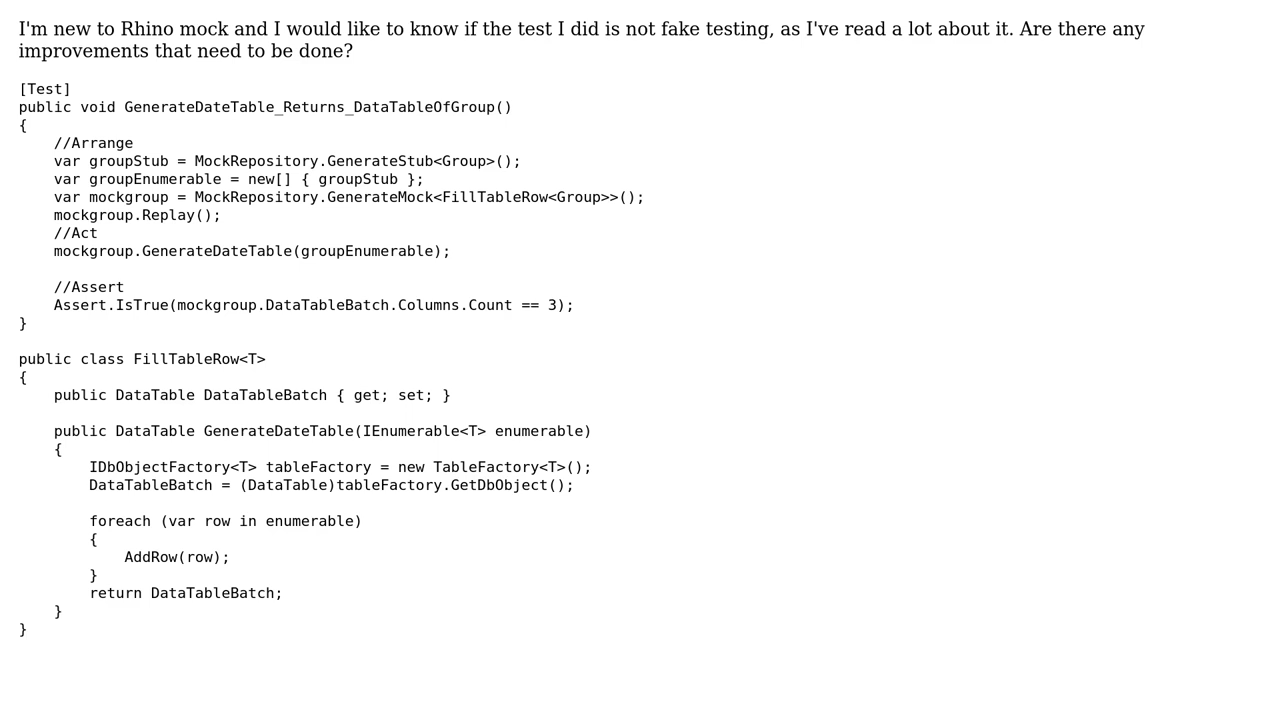 I'm new to Rhino mock and I would like to know if the test I did is not fake testing, as I've read a lot about it. Are there any
improvements that need to be done?
[Test]
public void GenerateDateTable_Returns_DataTableOfGroup()
{
    //Arrange
    var groupStub = MockRepository.GenerateStub<Group>();
    var groupEnumerable = new[] { groupStub };
    var mockgroup = MockRepository.GenerateMock<FillTableRow<Group>>();
    mockgroup.Replay();
    //Act
    mockgroup.GenerateDateTable(groupEnumerable);

    //Assert
    Assert.IsTrue(mockgroup.DataTableBatch.Columns.Count == 3);
}

public class FillTableRow<T>
{
    public DataTable DataTableBatch { get; set; }

    public DataTable GenerateDateTable(IEnumerable<T> enumerable)
    {
        IDbObjectFactory<T> tableFactory = new TableFactory<T>();
        DataTableBatch = (DataTable)tableFactory.GetDbObject();

        foreach (var row in enumerable)
        {
            AddRow(row);
        }
        return DataTableBatch;
    }
}